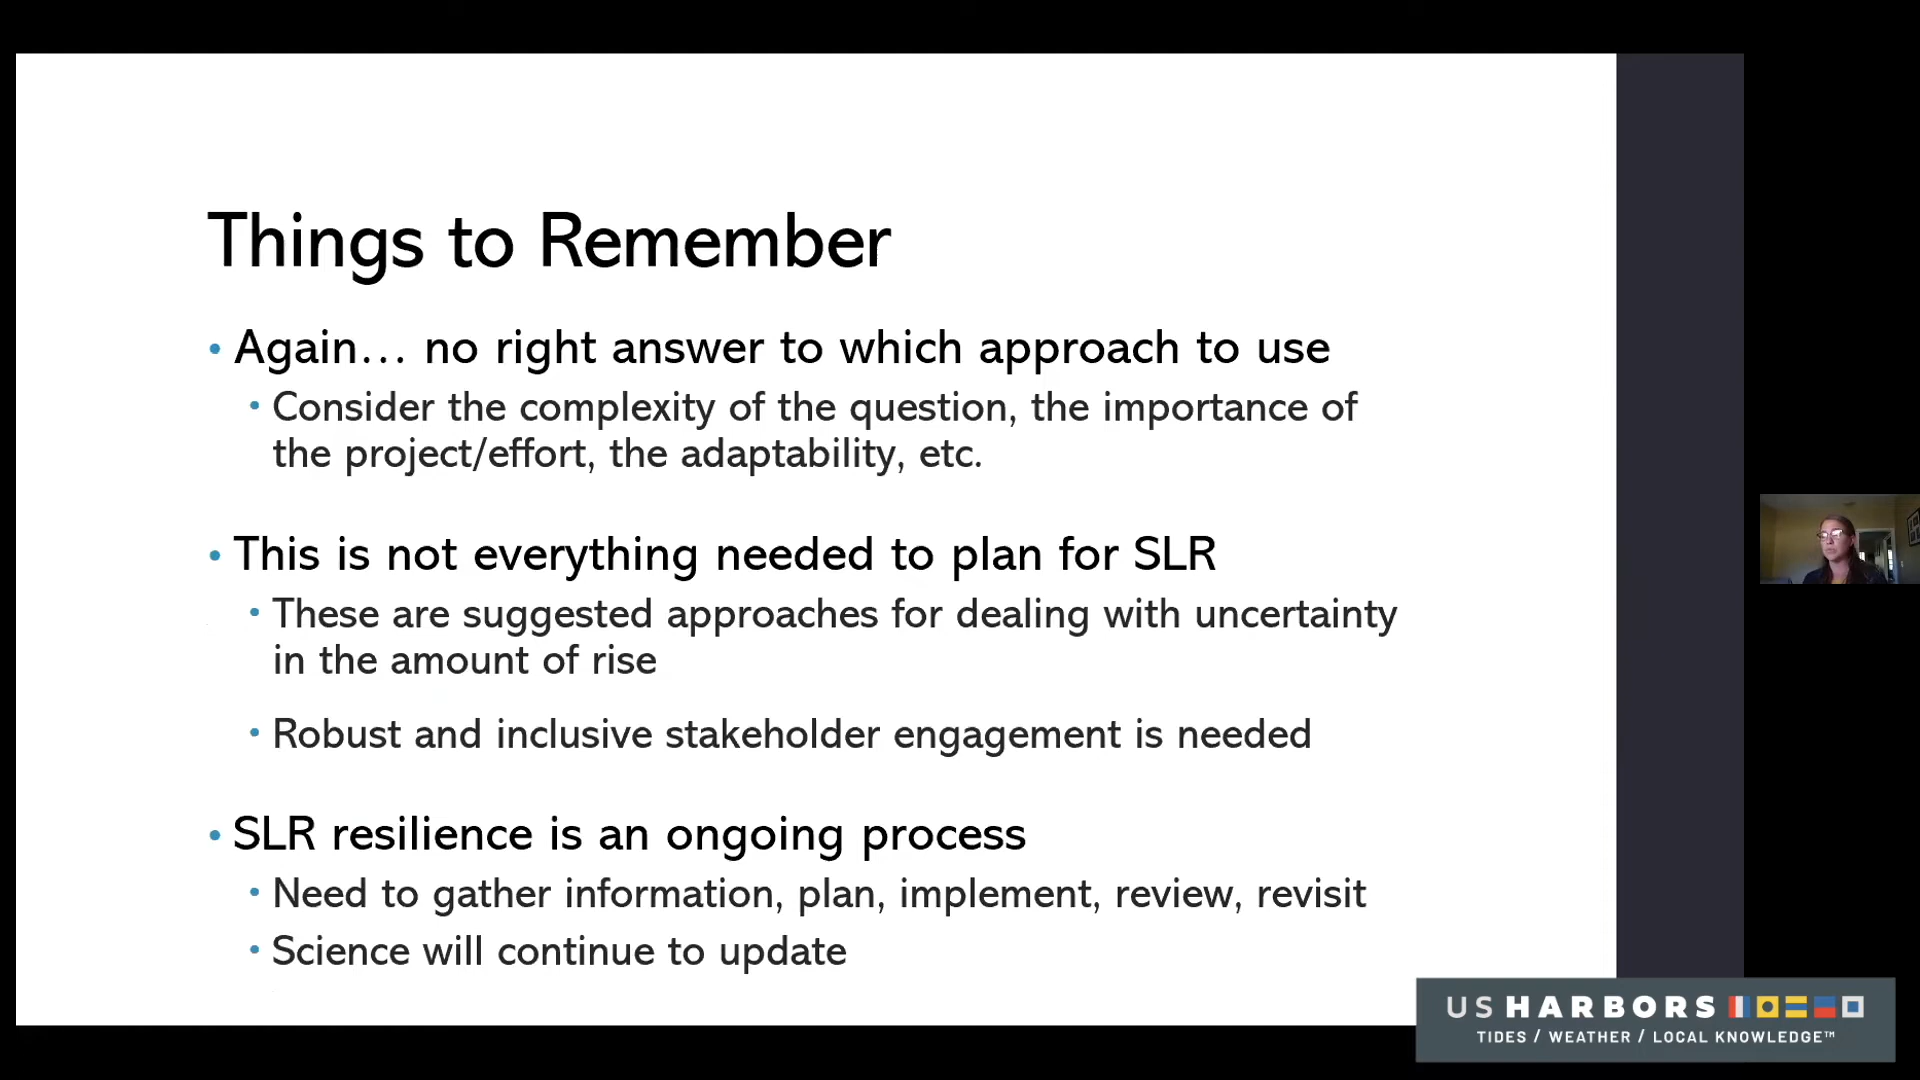 Things to Remember
• Again… no right answer to which approach to use
• Consider the complexity of the question, the importance of
the project/effort, the adaptability, etc.
• This is not everything needed to plan for SLR
• These are suggested approaches for dealing with uncertainty
in the amount of rise
• Robust and inclusive stakeholder engagement is needed
• SLR resilience is an ongoing process
• Need to gather information, plan, implement, review, revisit
• Science will continue to update
US HARBORS
TIDES / WEATHER / LOCAL KNOWLEDGE™